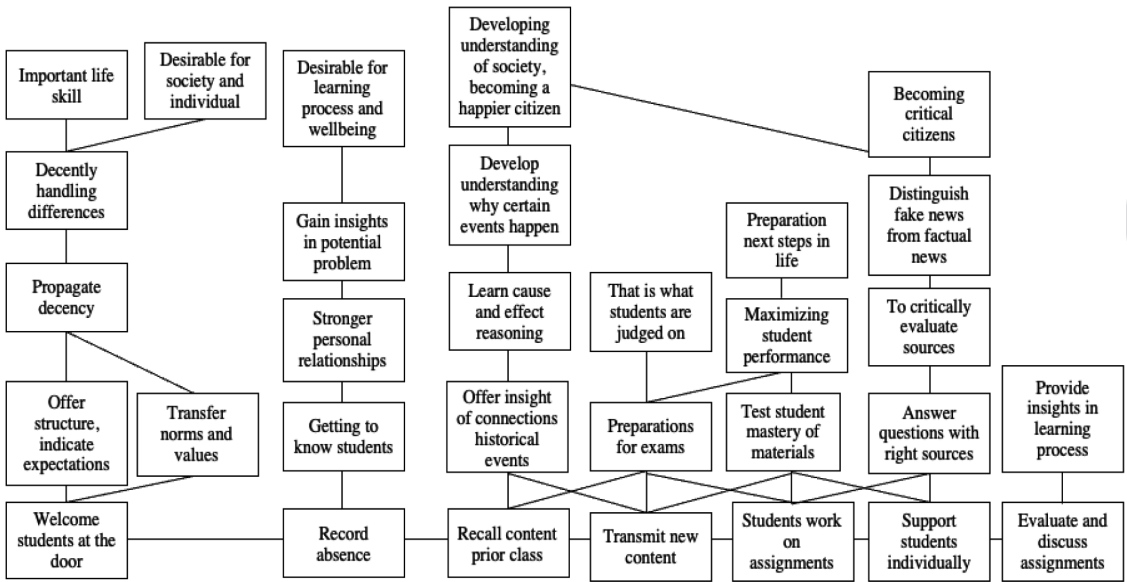 Important life
skill
Desirable for
society and
individual
Desirable for
learning
process and
wellbeing
Developing
understanding
of society,
becoming a
happier citizen
Becoming
critical
citizens
Decently
handling
differences
Develop
understanding
why certain
events happen
Distinguish
fake news
from factual
news
Gain insights
in potential
problem
Preparation
next steps in
life
Propagate
decency
Stronger
personal
relationships
Learn cause
and effect
reasoning
That is what
students are
judged on
Maximizing
student
performance
To critically
evaluate
sources
Offer
structure,
indicate
expectations
Transfer
norms and
values
Getting to
know students
Offer insight
of connections
historical
events
Preparations
for exams
Test student
mastery of
materials
Answer
questions with
right sources
Provide
insights in
learning
process
Welcome
students at the
door
Record
absence
Recall content
prior class
Transmit new
content
Students work
on
assignments
Support
students
individually
Evaluate and
discuss
assignments